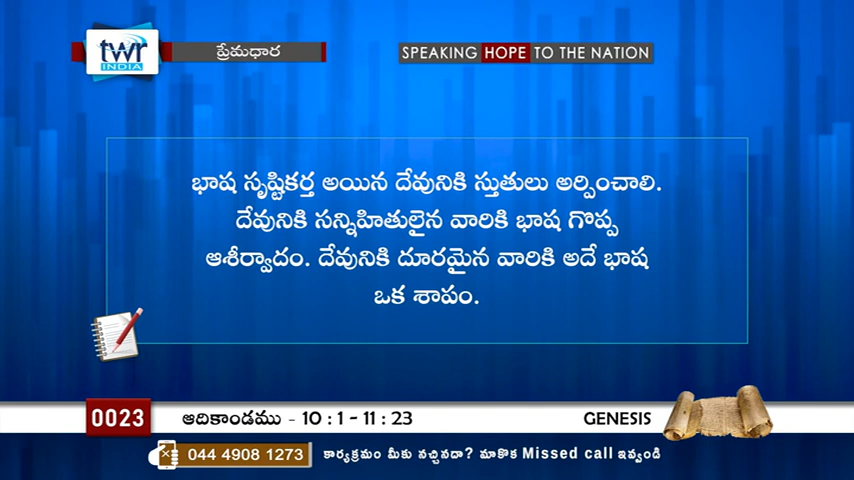 twr
INDIA
ప్రేమధార
SPEAKING HOPE TO THE NATION
భాష సృష్టికర్త అయిన దేవునికి స్తుతులు అర్పించాలి.
దేవునికి సన్నిహితులైన వారికి భాష గొప్ప
ఆశీర్వాదం. దేవునికి దూరమైన వారికి అదే భాష
ఒక శాపం.
0023 ఆదికాండము - 10 : 1 - 11 : 23 GENESIS
044 4908 1273 కార్యక్రమం మీకు నచ్చినదా? మాకొక Missed call ఇవ్వండి